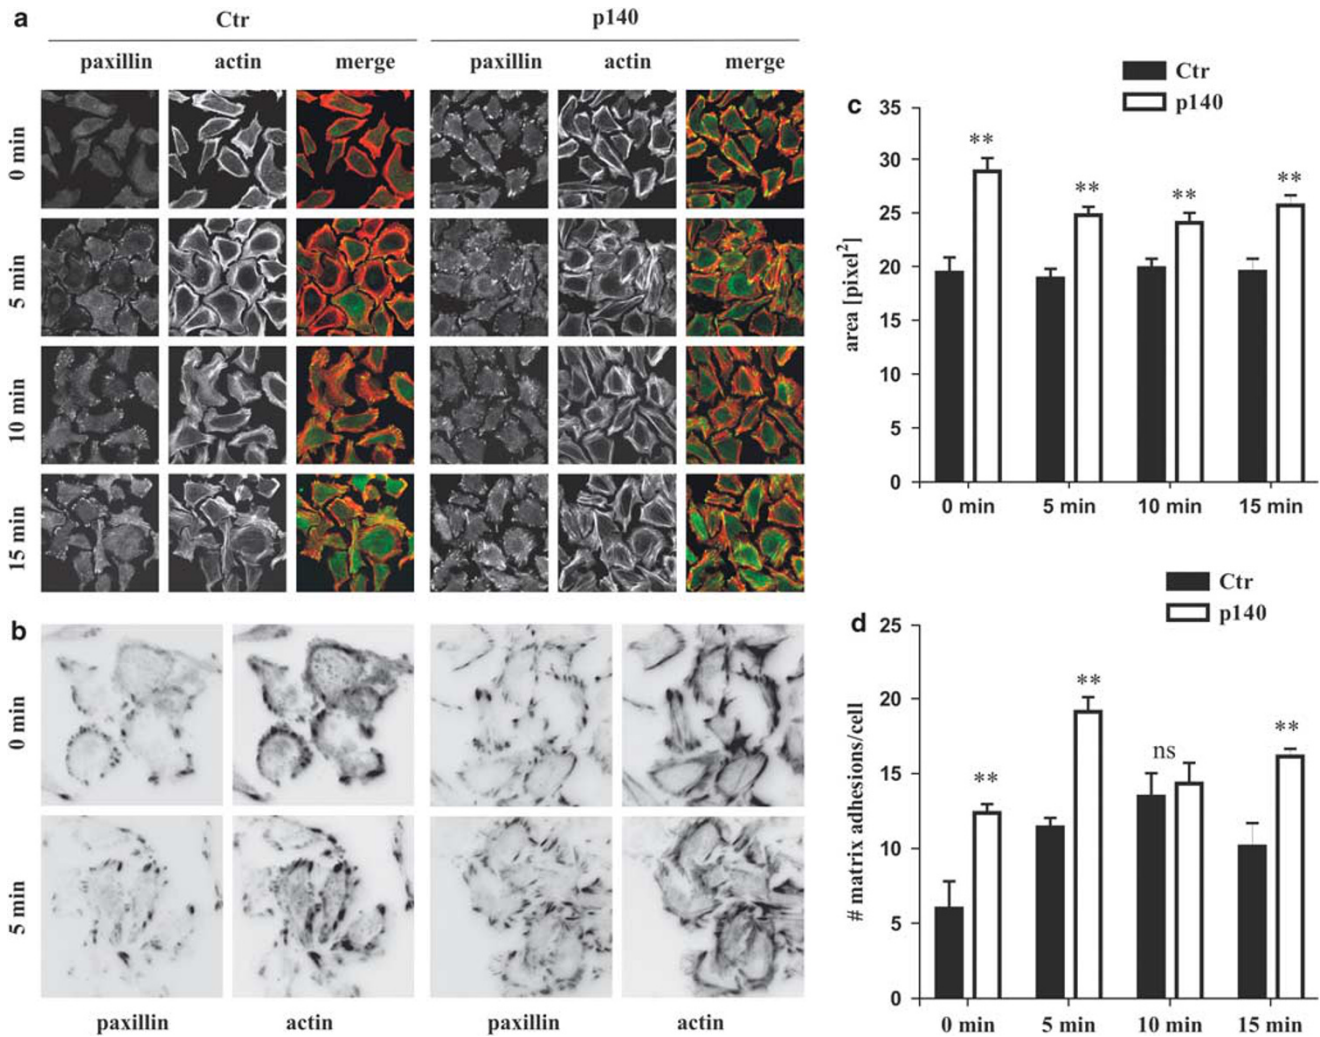 a
Ctr
p140
paxillin actin merge paxillin actin merge
0 min
5 min
10 min
15 min
b
0 min
5 min
paxillin actin paxillin actin
c
Ctr
p140
area [pixel²]
35
30
25
20
15
10
5
0
** ** ** **
0 min 5 min 10 min 15 min
d
Ctr
p140
# matrix adhesions/cell
25
20
15
10
5
0
** ** ns **
0 min 5 min 10 min 15 min